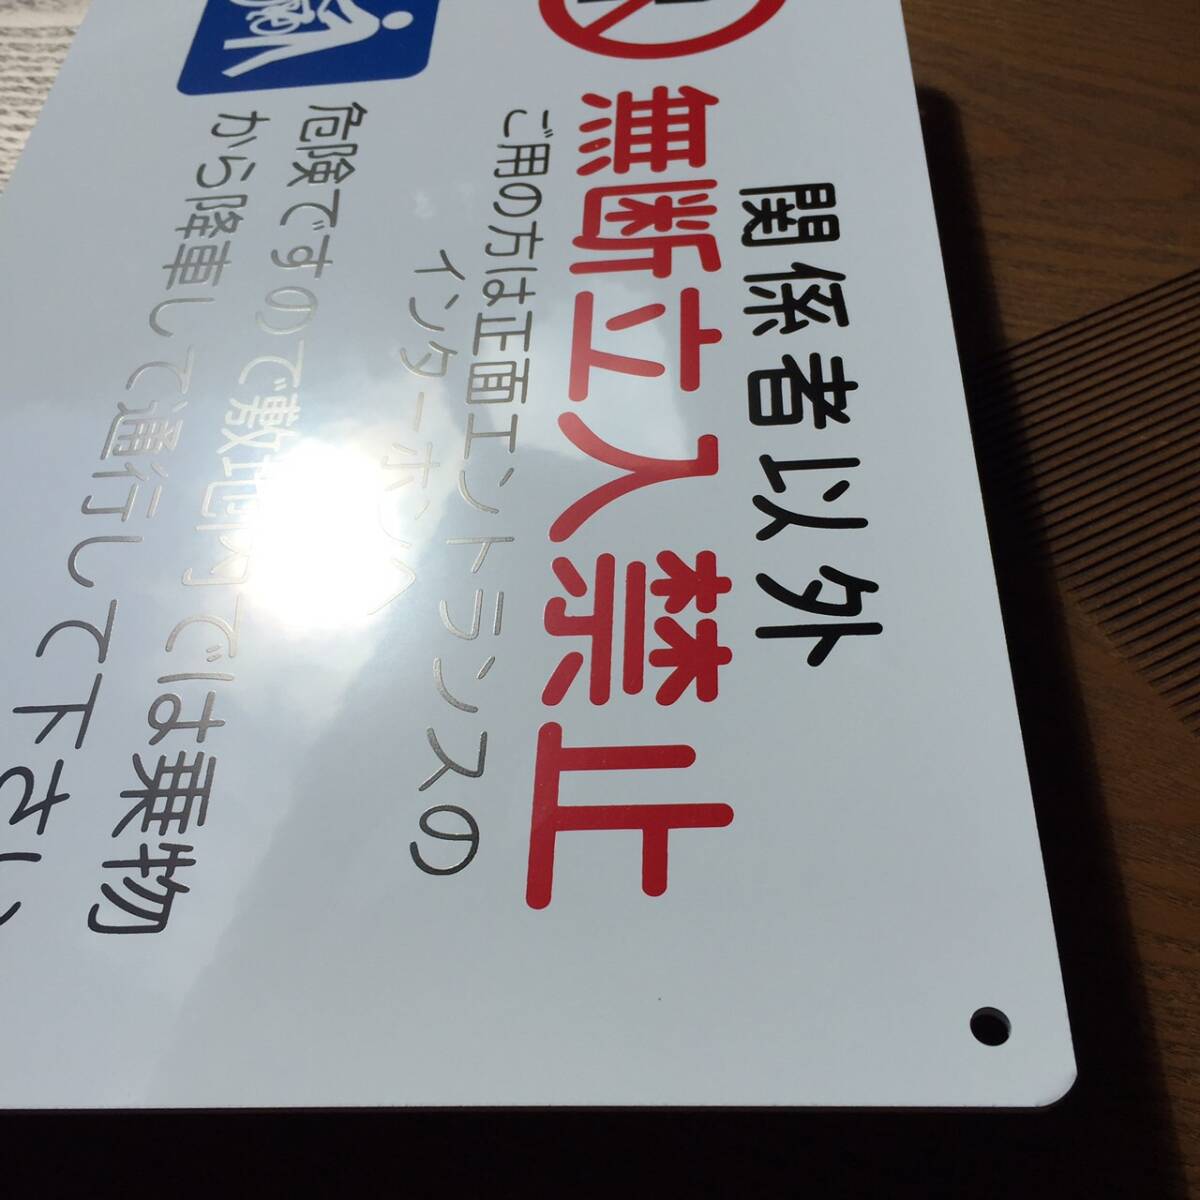 関係者以外
無断立入禁止
ご用の方は正面エントランスの
インターホンへ
危険ですので敷地内では乗物
から降車して通行して下さい